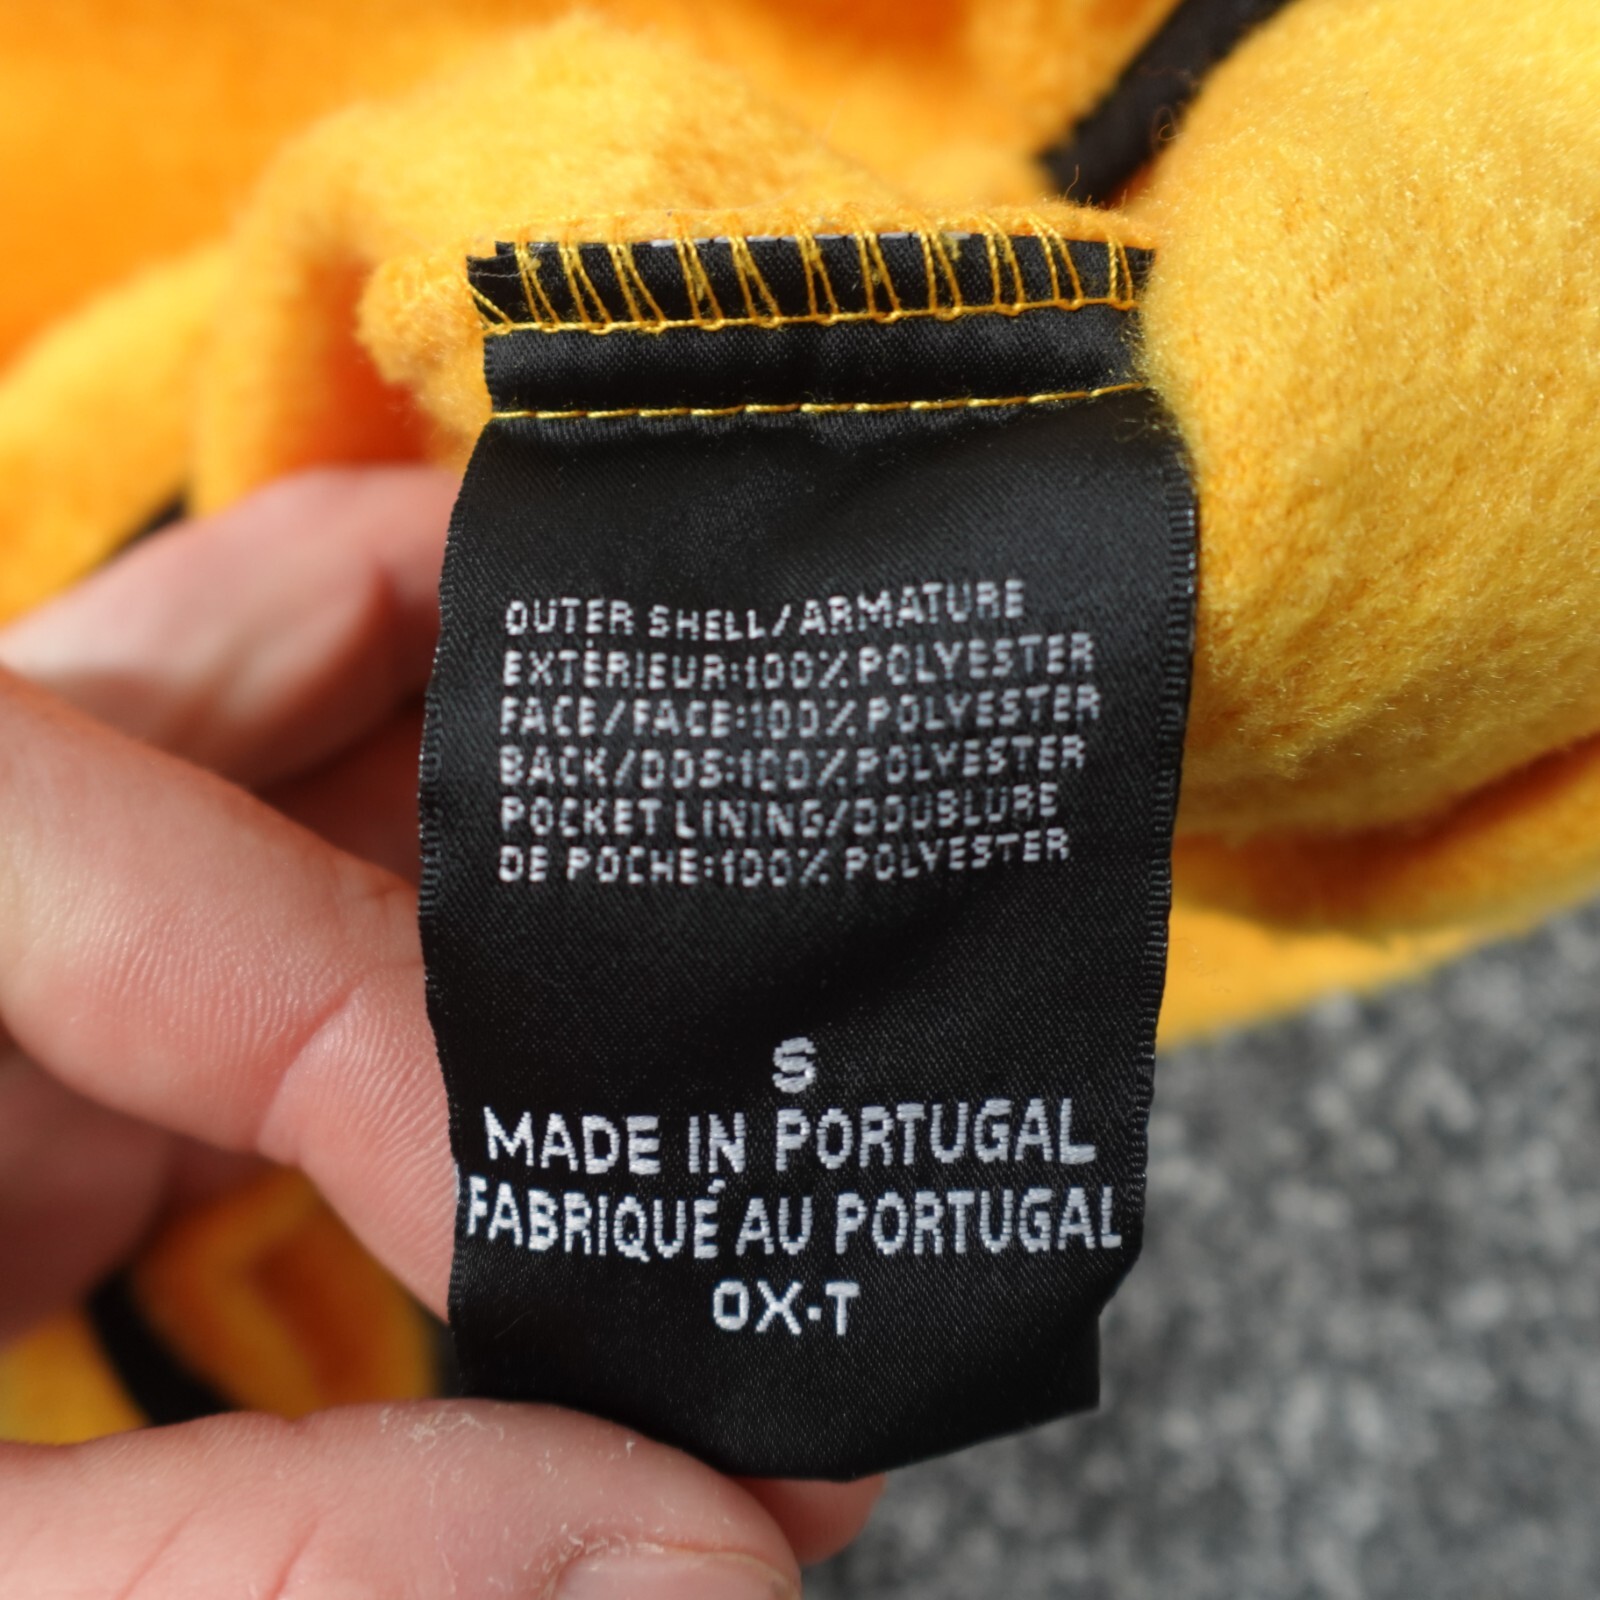 OUTER SHELL/ARMATURE
EXTÉRIEUR:100% POLYESTER
FACE/FACE:100% POLYESTER
BACK/DOS:100% POLYESTER
POCKET LINING/DOUBLURE
DE POCHE:100% POLYESTER
S
MADE IN PORTUGAL
FABRIQUÉ AU PORTUGAL
OX-T